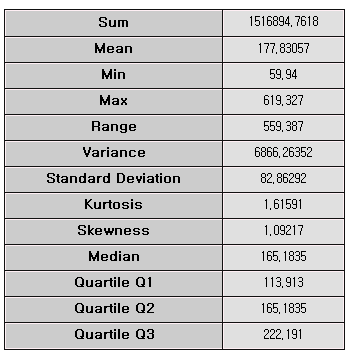 Sum 1516894,7618
Mean 177,83057
Min 59,94
Max 619,327
Range 559,387
Variance 6866,26352
Standard Deviation 82,86292
Kurtosis 1,61591
Skewness 1,09217
Median 165,1835
Quartile Q1 113,913
Quartile Q2 165,1835
Quartile Q3 222,191